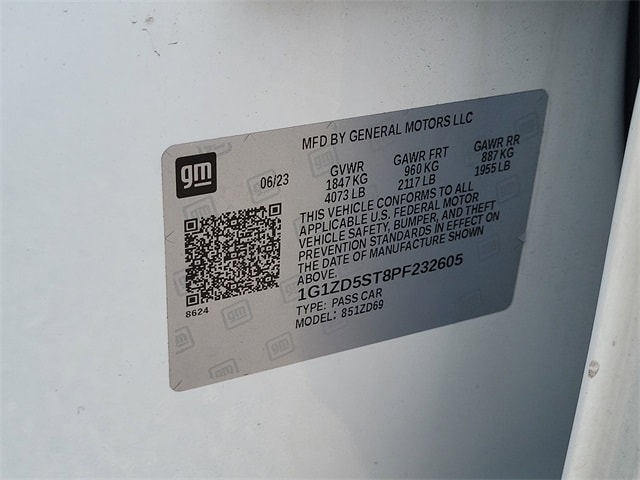 MFD BY GENERAL MOTORS LLC
gm
06/23
GVWR
1847 KG
4073 LB
GAWR FRT
960 KG
2117 LB
GAWR RR
887 KG
1955 LB
THIS VEHICLE CONFORMS TO ALL
APPLICABLE U.S. FEDERAL MOTOR
VEHICLE SAFETY, BUMPER, AND THEFT
PREVENTION STANDARDS IN EFFECT ON
THE DATE OF MANUFACTURE SHOWN
ABOVE.
1G1ZD5ST8PF232605
TYPE: PASS CAR
MODEL: 851ZD69
8624